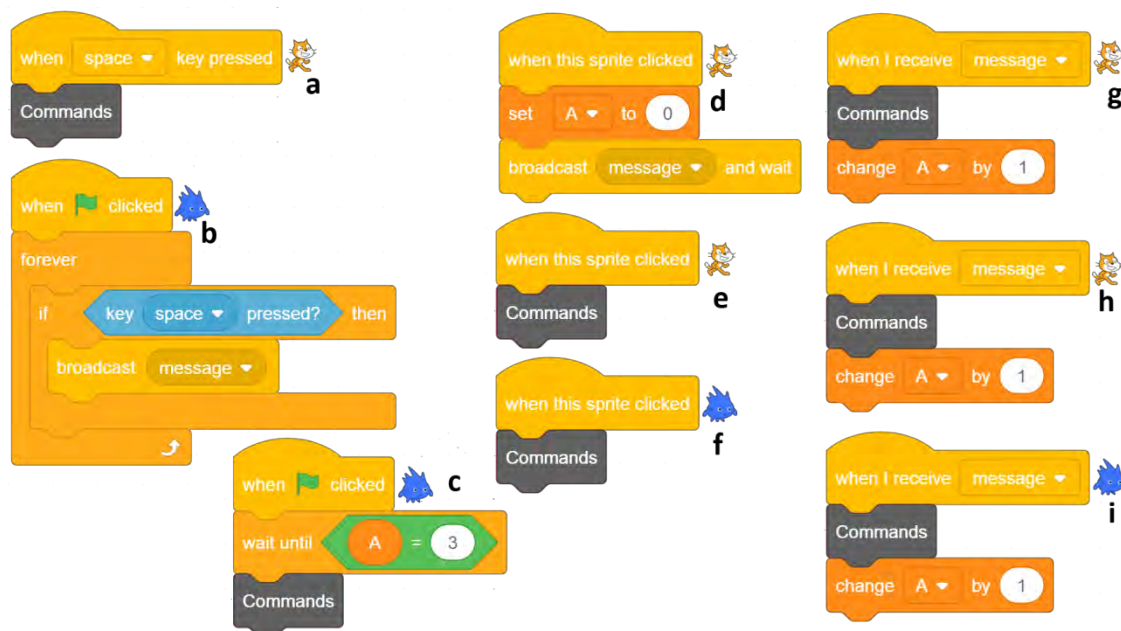 when space key pressed
a
Commands
when clicked
b
forever
if key space pressed? then
broadcast message
when clicked
c
wait until A = 3
Commands
when this sprite clicked
d
set A to 0
broadcast message and wait
when this sprite clicked
e
Commands
when this sprite clicked
f
Commands
when I receive message
g
Commands
change A by 1
when I receive message
h
Commands
change A by 1
when I receive message
i
Commands
change A by 1